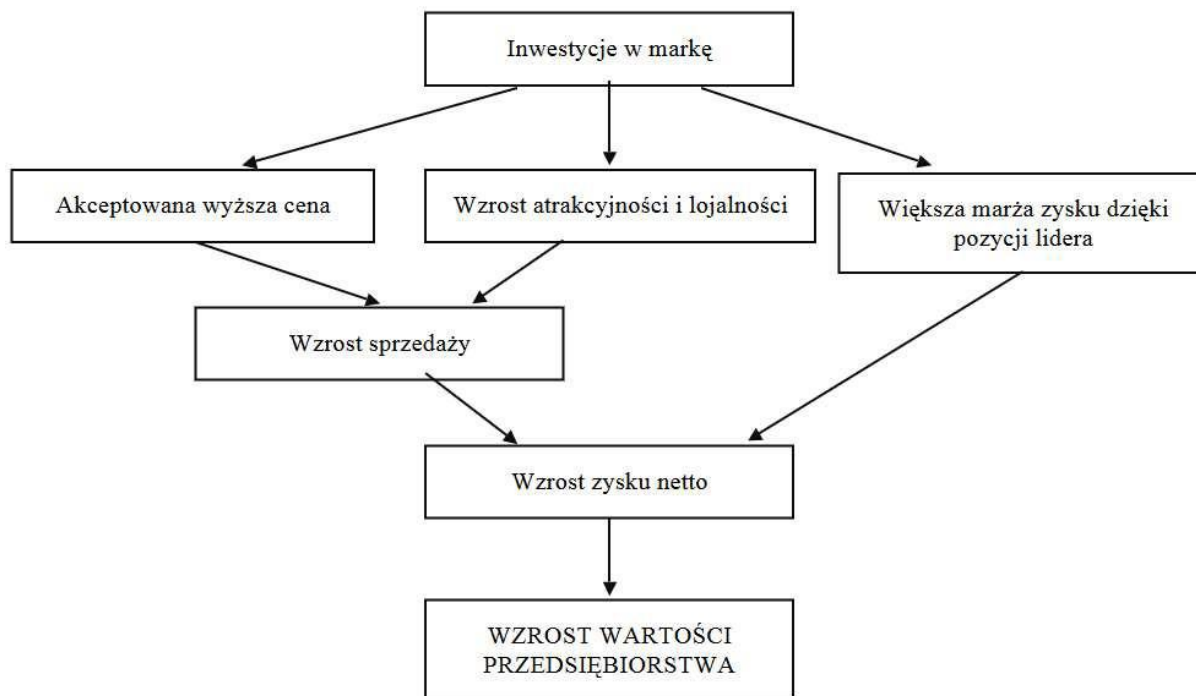 Inwestycje w markę
Akceptowana wyższa cena
Wzrost atrakcyjności i lojalności
Większa marża zysku dzięki
pozycji lidera
Wzrost sprzedaży
Wzrost zysku netto
WZROST WARTOŚCI
PRZEDSIĘBIORSTWA